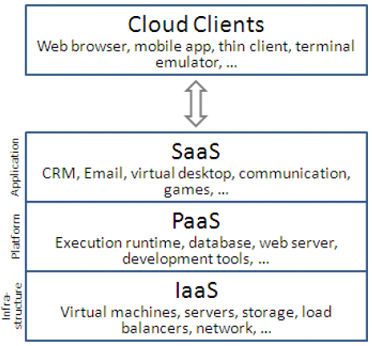 Cloud Clients
Web browser, mobile app, thin client, terminal
emulator, ...
Application
SaaS
CRM, Email, virtual desktop, communication,
games, ...
Platform
PaaS
Execution runtime, database, web server,
development tools, ...
Infra-
structure
IaaS
Virtual machines, servers, storage, load
balancers, network, ...